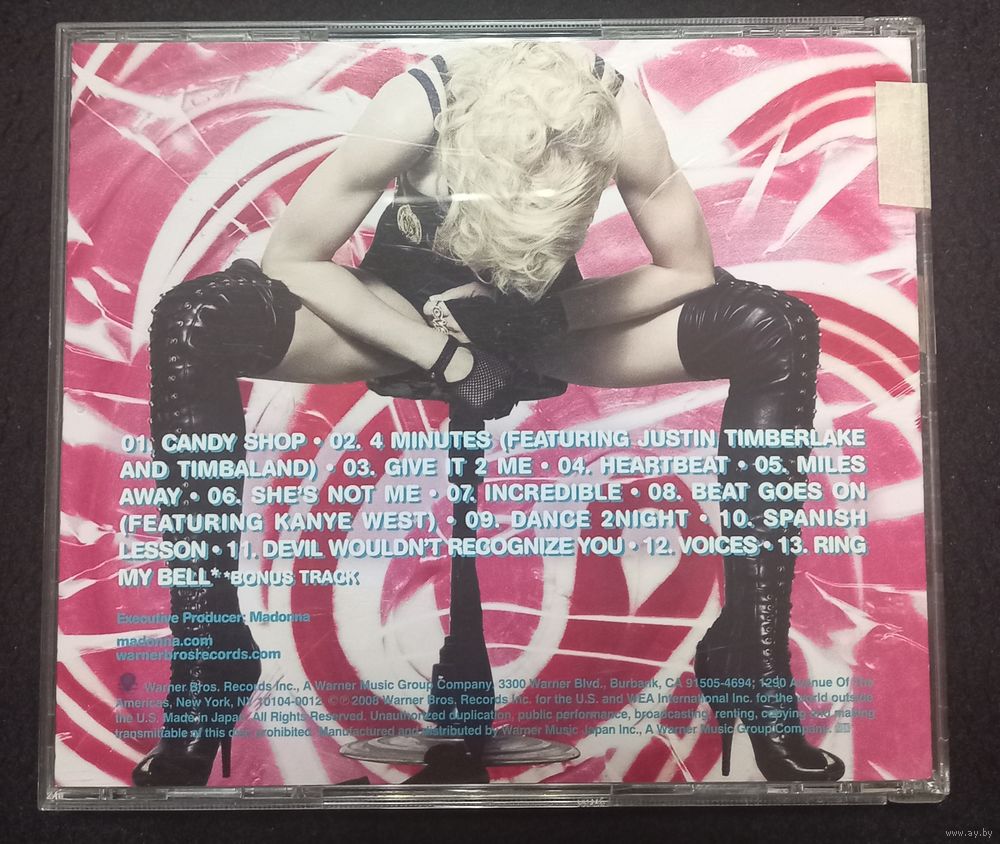 01. CANDY SHOP • 02. 4 MINUTES (FEATURING JUSTIN TIMBERLAKE
AND TIMBALAND) • 03. GIVE IT 2 ME • 04. HEARTBEAT • 05. MILES
AWAY • 06. SHE'S NOT ME • 07. INCREDIBLE • 08. BEAT GOES ON
(FEATURING KANYE WEST) • 09. DANCE 2NIGHT • 10. SPANISH
LESSON • 11. DEVIL WOULDN'T RECOGNIZE YOU • 12. VOICES • 13. RING
MY BELL* *BONUS TRACK
Executive Producer: Madonna
madonna.com
warnerbrosrecords.com
Warner Bros. Records Inc., A Warner Music Group Company, 3300 Warner Blvd., Burbank, CA 91505-4694; 1290 Avenue Of The
Americas, New York, NY 10104-0012. ©℗2008 Warner Bros. Records Inc. for the U.S. and WEA International Inc. for the world outside
the U.S. Made in Japan. All Rights Reserved. Unauthorized duplication, public performance, broadcasting, renting, copying and making
transmittable of this disc prohibited. Manufactured and distributed by Warner Music Japan Inc., A Warner Music Group Company.
www.ay.by